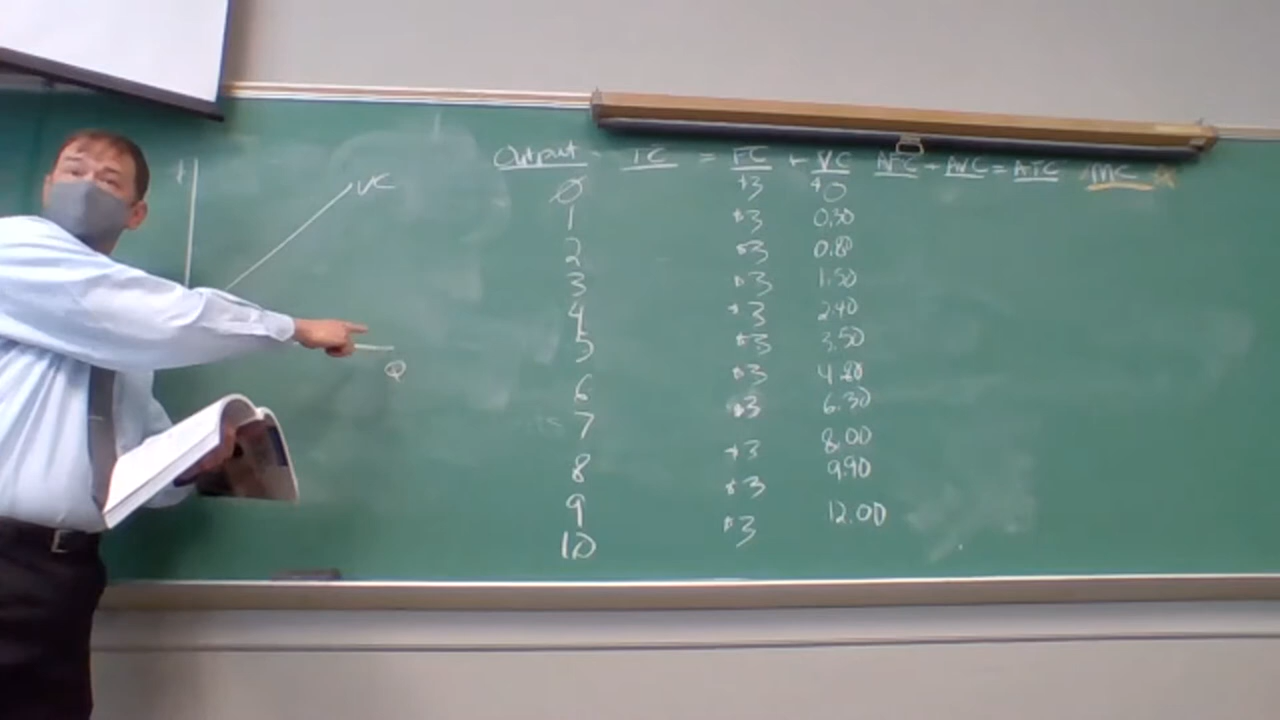 Output - TC = FC + VC AFC + AVC = ATC MC
$ VC
Q
0 $3 $0
1 $3 0.30
2 $3 0.80
3 $3 1.50
4 $3 2.40
5 $3 3.50
6 $3 4.80
7 $3 6.30
8 $3 8.00
9 $3 9.90
10 $3 12.00